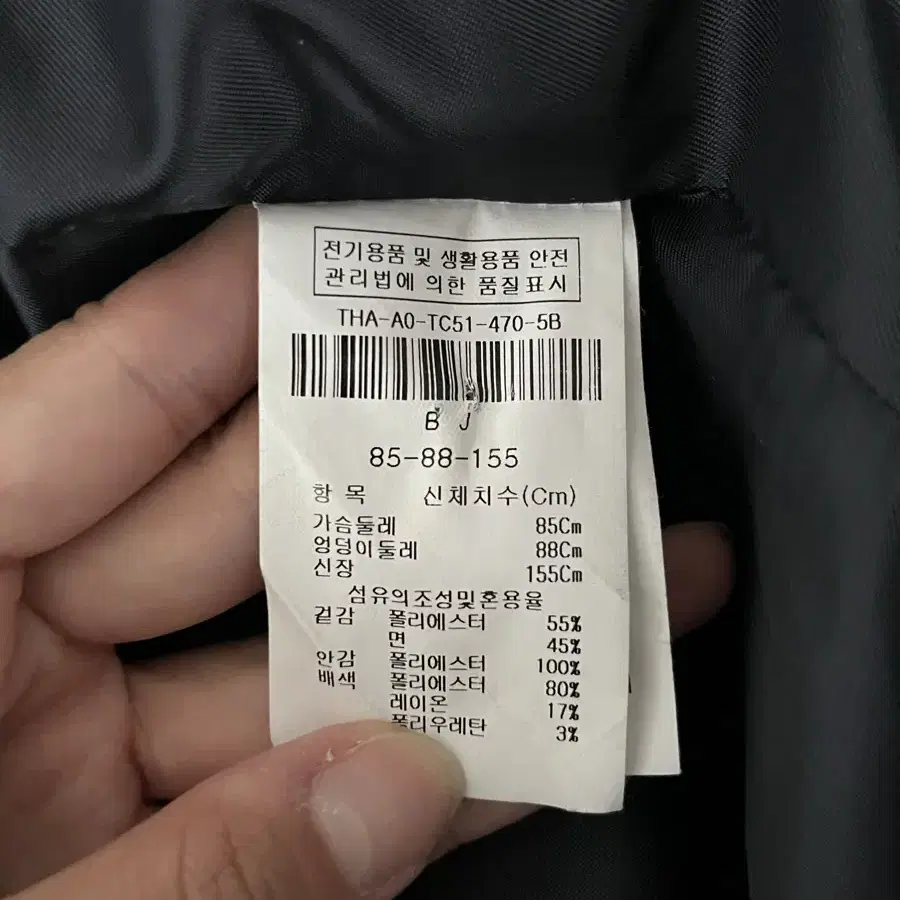 전기용품 및 생활용품 안전
관리법에 의한 품질표시
THA-A0-TC51-470-5B
B J
85-88-155
항 목 신체치수(Cm)
가슴둘레 85Cm
엉덩이둘레 88Cm
신장 155Cm
섬유의조성및혼용율
겉감 폴리에스터 55%
면 45%
안감 폴리에스터 100%
배색 폴리에스터 80%
레이온 17%
폴리우레탄 3%